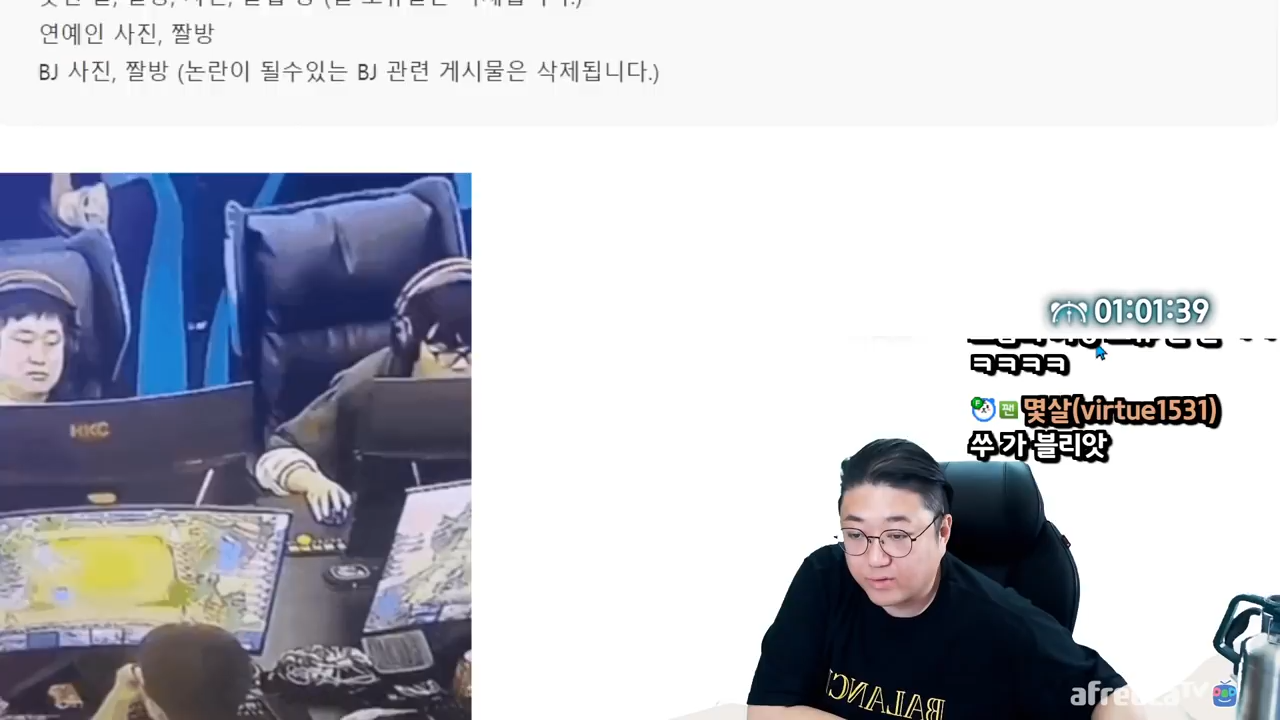 연예인 사진, 짤방
BJ 사진, 짤방 (논란이 될수있는 BJ 관련 게시물은 삭제됩니다.)
HKC
01:01:39
ㅋㅋㅋㅋ
F 팬 몇살(virtue1531)
쑤 가 블리앗
BALANC
afreecaTV